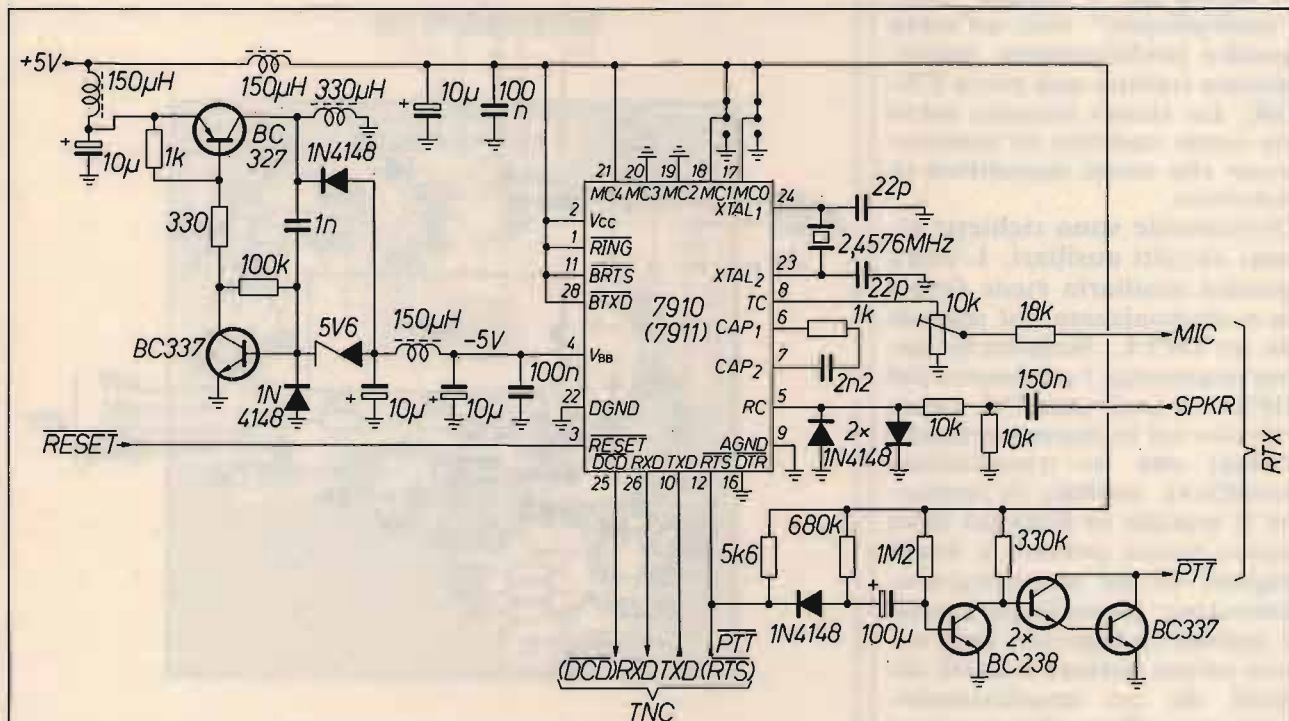 +5V
150µH
150µH
330µH
10µ
100
n
10µ
1k
BC
327
1N4148
330
1n
100k
BC337
5V6
150µH
-5V
1N
4148
10µ
10µ
100n
RESET
21
20
19
18
17
MC4
MC3
MC2
MC1
MC0
2
Vcc
1
RING
11
BRTS
28
BTXD
7910
(7911)
4
VBB
22
DGND
3
RESET
XTAL1
24
22p
2,4576MHz
XTAL2
23
22p
TC
8
10k
18k
MIC
CAP1
6
1k
CAP2
7
2n2
RC
5
2×
1N4148
10k
10k
150n
SPKR
AGND
9
DCD
RXD
TXD
RTS
DTR
25
26
10
12
16
RTX
5k6
680k
1M2
330k
1N4148
100µ
2×
BC238
BC337
PTT
PTT
(DCD)
RXD
TXD
(RTS)
TNC